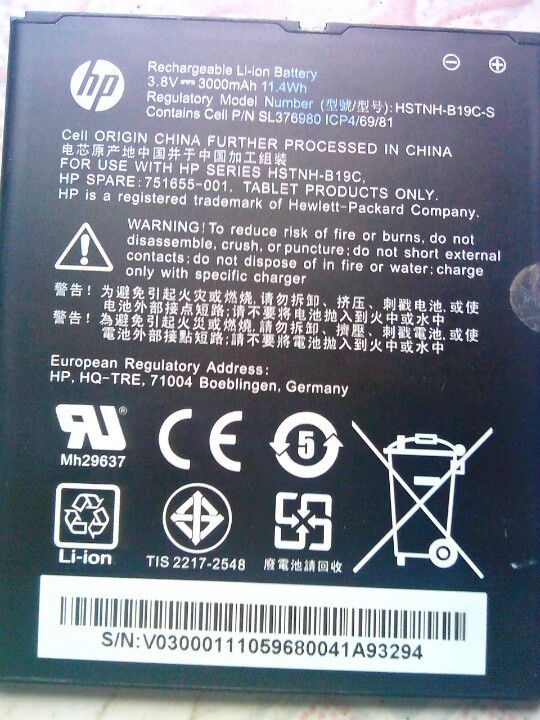 hp
Rechargeable Li-ion Battery
3.8V ⎓ 3000mAh 11.4Wh
Regulatory Model Number (型號/型号): HSTNH-B19C-S
Contains Cell P/N SL376980 ICP4/69/81
Cell ORIGIN CHINA FURTHER PROCESSED IN CHINA
电芯原产地中国并于中国加工组装
FOR USE WITH HP SERIES HSTNH-B19C,
HP SPARE: 751655-001, TABLET PRODUCTS ONLY.
HP is a registered trademark of Hewlett-Packard Company.
WARNING! To reduce risk of fire or burns, do not
disassemble, crush, or puncture; do not short external
contacts; do not dispose of in fire or water; charge
only with specific charger
警告! 为避免引起火灾或燃烧,请勿拆卸、挤压、刺戳电池,或使
电池外部接点短路;请不要将电池抛入到火中或水中
警告! 為避免引起火災或燃燒,請勿拆卸、擠壓、刺戳電池,或使
電池外部接點短路;請不要將電池拋入到火中或水中
European Regulatory Address:
HP, HQ-TRE, 71004 Boeblingen, Germany
RU®
Mh29637
CE
5
Li-ion
TIS 2217-2548
廢電池請回收
S/N:V03000111059680041A93294